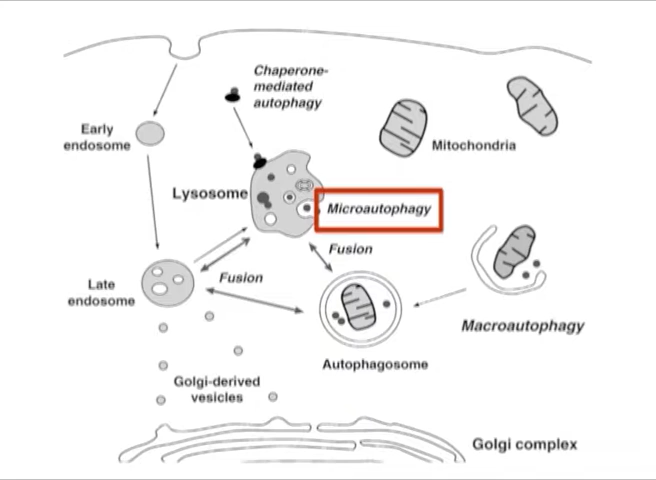 Chaperone-
mediated
autophagy
Early
endosome
Mitochondria
Lysosome
Microautophagy
Fusion
Late
endosome
Fusion
Macroautophagy
Autophagosome
Golgi-derived
vesicles
Golgi complex